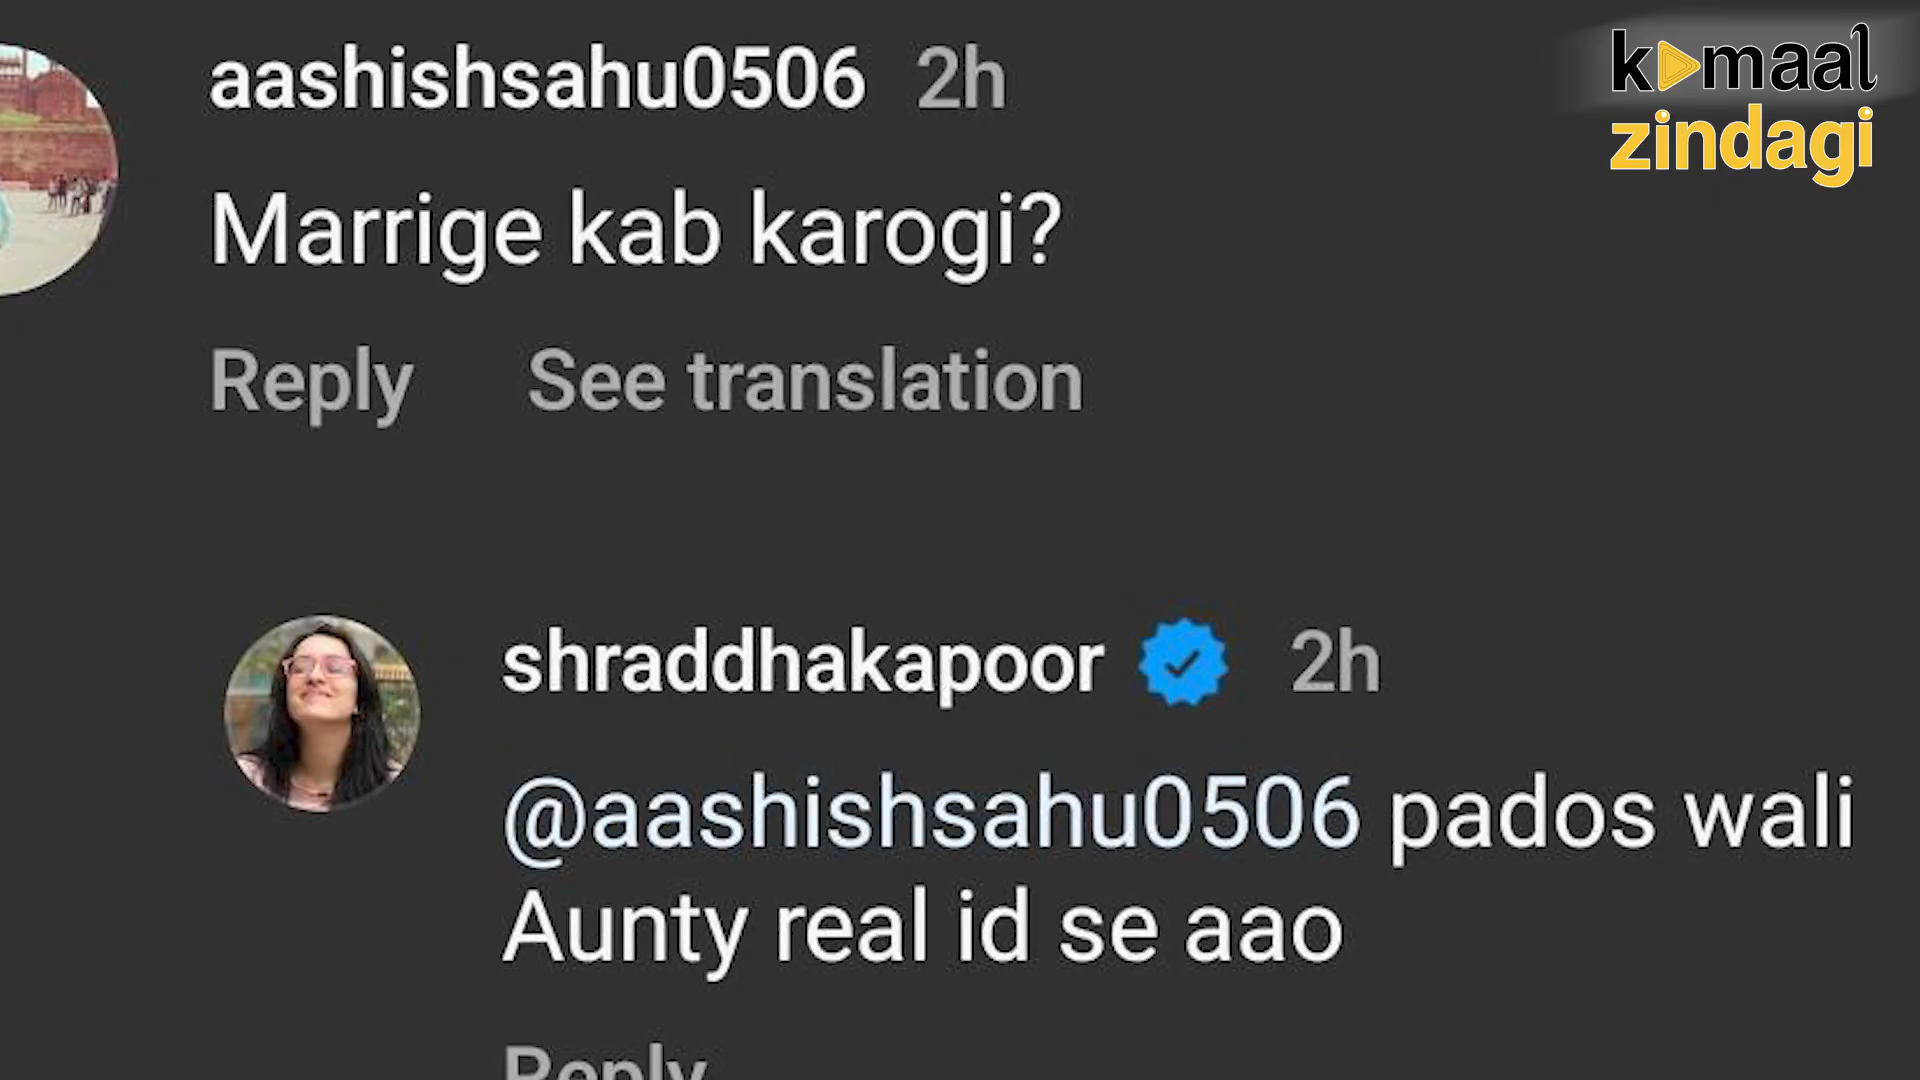 aashishsahu0506 2h
Marrige kab karogi?
Reply See translation
shraddhakapoor 2h
@aashishsahu0506 pados wali
Aunty real id se aao
Reply
kamaal
zindagi